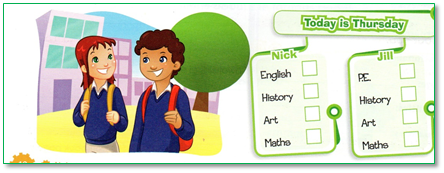 Today is Thursday
Nick
English
History
Art
Maths
Jill
P.E.
History
Art
Maths